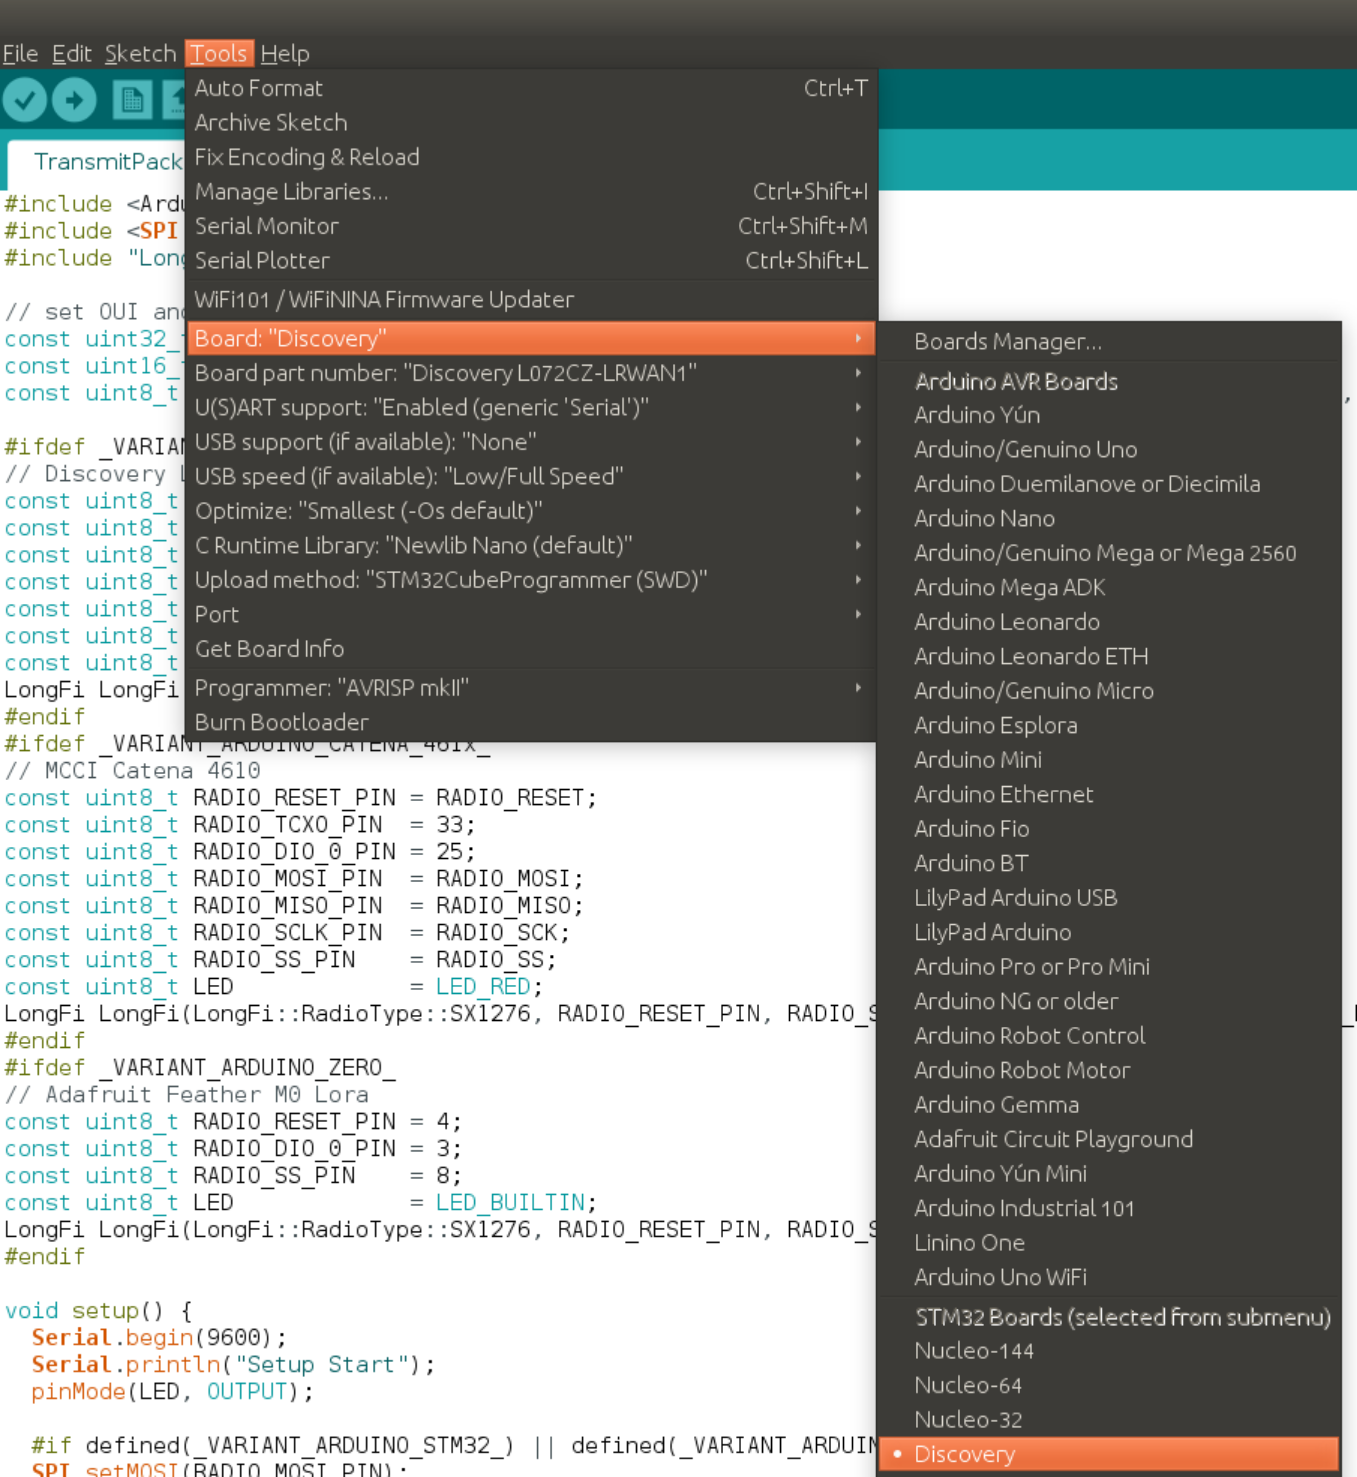 File Edit Sketch Tools Help
Auto Format Ctrl+T
Archive Sketch
Fix Encoding & Reload
Manage Libraries... Ctrl+Shift+I
Serial Monitor Ctrl+Shift+M
Serial Plotter Ctrl+Shift+L
WiFi101 / WiFiNINA Firmware Updater
Board: "Discovery"
Board part number: "Discovery L072CZ-LRWAN1"
U(S)ART support: "Enabled (generic 'Serial')"
USB support (if available): "None"
USB speed (if available): "Low/Full Speed"
Optimize: "Smallest (-Os default)"
C Runtime Library: "Newlib Nano (default)"
Upload method: "STM32CubeProgrammer (SWD)"
Port
Get Board Info
Programmer: "AVRISP mkII"
Burn Bootloader
Boards Manager...
Arduino AVR Boards
Arduino Yún
Arduino/Genuino Uno
Arduino Duemilanove or Diecimila
Arduino Nano
Arduino/Genuino Mega or Mega 2560
Arduino Mega ADK
Arduino Leonardo
Arduino Leonardo ETH
Arduino/Genuino Micro
Arduino Esplora
Arduino Mini
Arduino Ethernet
Arduino Fio
Arduino BT
LilyPad Arduino USB
LilyPad Arduino
Arduino Pro or Pro Mini
Arduino NG or older
Arduino Robot Control
Arduino Robot Motor
Arduino Gemma
Adafruit Circuit Playground
Arduino Yún Mini
Arduino Industrial 101
Linino One
Arduino Uno WiFi
STM32 Boards (selected from submenu)
Nucleo-144
Nucleo-64
Nucleo-32
• Discovery
TransmitPack
#include <Ardu
#include <SPI
#include "Long
// set OUI and
const uint32_t
const uint16_t
const uint8_t ,
#ifdef _VARIAN
// Discovery L
const uint8_t
const uint8_t
const uint8_t
const uint8_t
const uint8_t
const uint8_t
const uint8_t
LongFi LongFi
#endif
#ifdef _VARIANT_ARDUINO_CATENA_461x_
// MCCI Catena 4610
const uint8_t RADIO_RESET_PIN = RADIO_RESET;
const uint8_t RADIO_TCXO_PIN = 33;
const uint8_t RADIO_DIO_0_PIN = 25;
const uint8_t RADIO_MOSI_PIN = RADIO_MOSI;
const uint8_t RADIO_MISO_PIN = RADIO_MISO;
const uint8_t RADIO_SCLK_PIN = RADIO_SCK;
const uint8_t RADIO_SS_PIN = RADIO_SS;
const uint8_t LED = LED_RED;
LongFi LongFi(LongFi::RadioType::SX1276, RADIO_RESET_PIN, RADIO_S
#endif
#ifdef _VARIANT_ARDUINO_ZERO_
// Adafruit Feather M0 Lora
const uint8_t RADIO_RESET_PIN = 4;
const uint8_t RADIO_DIO_0_PIN = 3;
const uint8_t RADIO_SS_PIN = 8;
const uint8_t LED = LED_BUILTIN;
LongFi LongFi(LongFi::RadioType::SX1276, RADIO_RESET_PIN, RADIO_S
#endif
void setup() {
Serial.begin(9600);
Serial.println("Setup Start");
pinMode(LED, OUTPUT);
#if defined(_VARIANT_ARDUINO_STM32_) || defined(_VARIANT_ARDUIN
SPI.setMOSI(RADIO_MOSI_PIN);